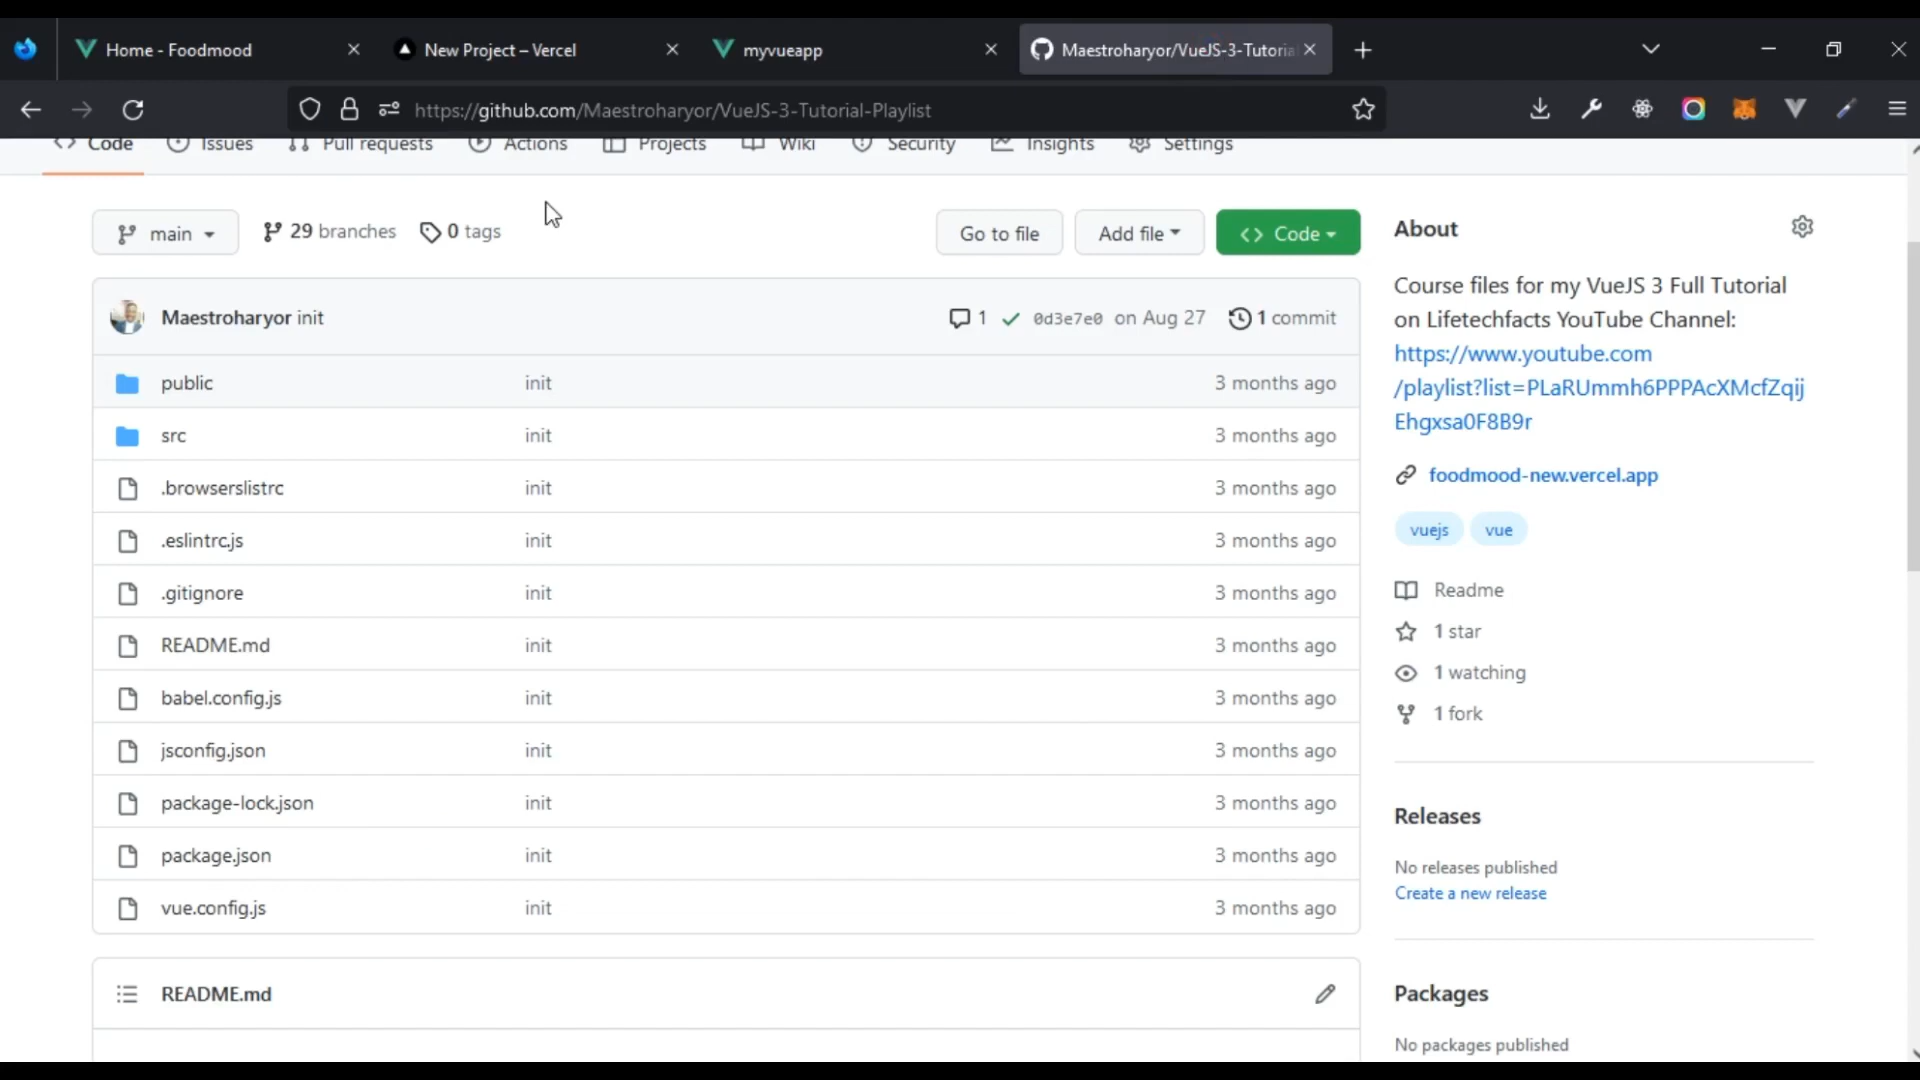 Home - Foodmood
New Project – Vercel
myvueapp
Maestroharyor/VueJS-3-Tutoria
https://github.com/Maestroharyor/VueJS-3-Tutorial-Playlist
Code
Issues
Pull requests
Actions
Projects
Wiki
Security
Insights
Settings
main
29 branches
0 tags
Go to file
Add file
Code
Maestroharyor init
1
0d3e7e0 on Aug 27
1 commit
public init 3 months ago
src init 3 months ago
.browserslistrc init 3 months ago
.eslintrc.js init 3 months ago
.gitignore init 3 months ago
README.md init 3 months ago
babel.config.js init 3 months ago
jsconfig.json init 3 months ago
package-lock.json init 3 months ago
package.json init 3 months ago
vue.config.js init 3 months ago
README.md
About
Course files for my VueJS 3 Full Tutorial
on Lifetechfacts YouTube Channel:
https://www.youtube.com
/playlist?list=PLaRUmmh6PPPAcXMcfZqij
Ehgxsa0F8B9r
foodmood-new.vercel.app
vuejs
vue
Readme
1 star
1 watching
1 fork
Releases
No releases published
Create a new release
Packages
No packages published